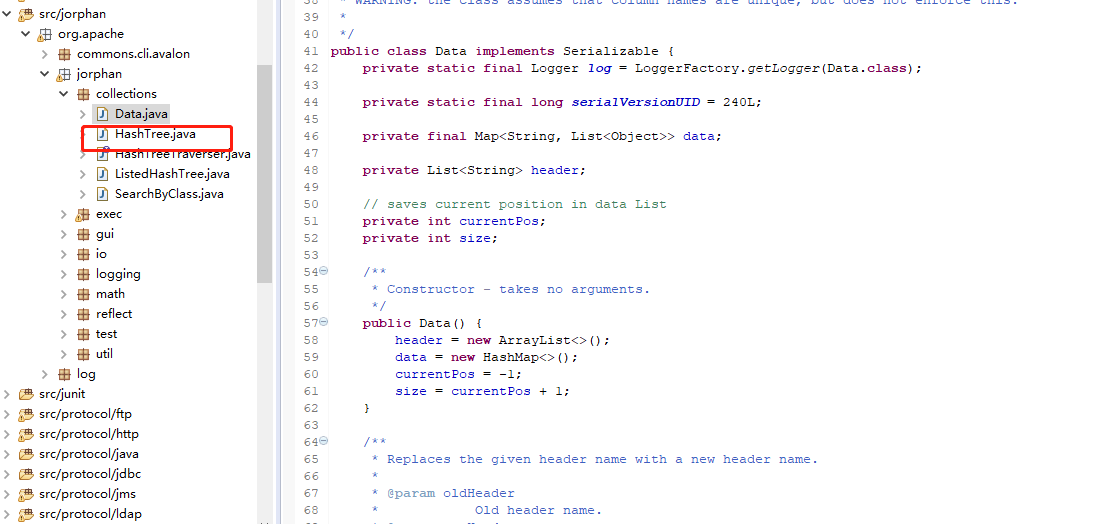 src/jorphan
org.apache
commons.cli.avalon
jorphan
collections
Data.java
HashTree.java
HashTreeTraverser.java
ListedHashTree.java
SearchByClass.java
exec
gui
io
logging
math
reflect
test
util
log
src/junit
src/protocol/ftp
src/protocol/http
src/protocol/java
src/protocol/jdbc
src/protocol/jms
src/protocol/ldap
38 * WARNING: the class assumes that column names are unique, but does not enforce this.
39 *
40 */
41 public class Data implements Serializable {
42 private static final Logger log = LoggerFactory.getLogger(Data.class);
43
44 private static final long serialVersionUID = 240L;
45
46 private final Map<String, List<Object>> data;
47
48 private List<String> header;
49
50 // saves current position in data List
51 private int currentPos;
52 private int size;
53
54 /**
55 * Constructor - takes no arguments.
56 */
57 public Data() {
58 header = new ArrayList<>();
59 data = new HashMap<>();
60 currentPos = -1;
61 size = currentPos + 1;
62 }
63
64 /**
65 * Replaces the given header name with a new header name.
66 *
67 * @param oldHeader
68 * Old header name.